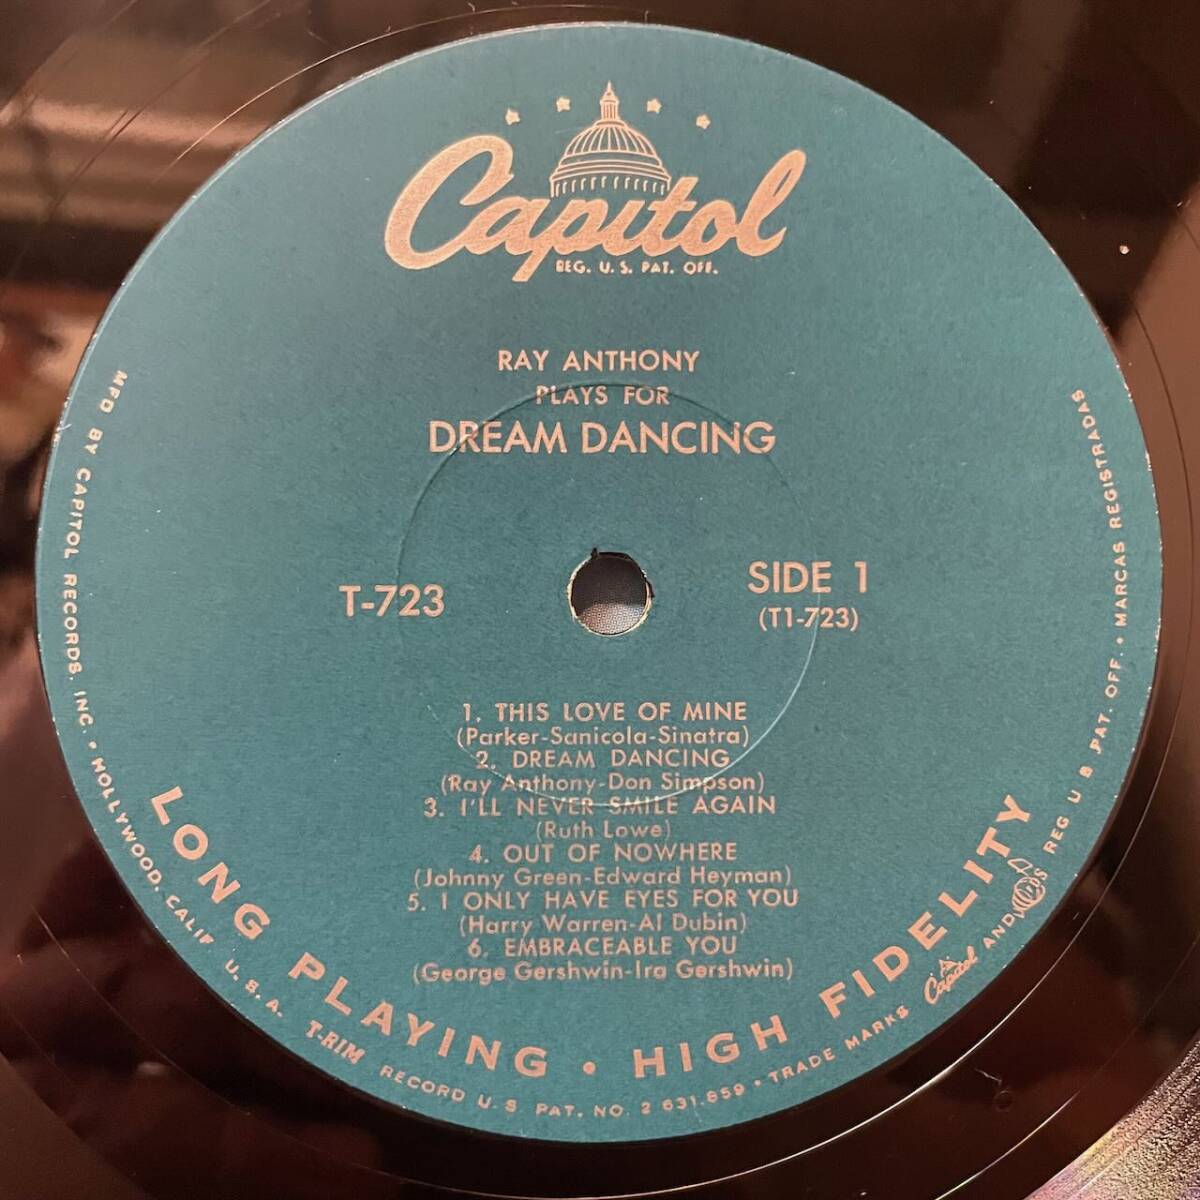 Capitol
REG. U.S. PAT. OFF.
RAY ANTHONY
PLAYS FOR
DREAM DANCING
T-723
SIDE 1
(T1-723)
1. THIS LOVE OF MINE
(Parker-Sanicola-Sinatra)
2. DREAM DANCING
(Ray Anthony-Don Simpson)
3. I'LL NEVER SMILE AGAIN
(Ruth Lowe)
4. OUT OF NOWHERE
(Johnny Green-Edward Heyman)
5. I ONLY HAVE EYES FOR YOU
(Harry Warren-Al Dubin)
6. EMBRACEABLE YOU
(George Gershwin-Ira Gershwin)
LONG PLAYING • HIGH FIDELITY
MFD BY CAPITOL RECORDS, INC. • HOLLYWOOD, CALIF U.S.A. T-RIM RECORD U.S PAT. NO. 2 631,859 • TRADE MARKS Capitol AND REG U S PAT. OFF. • MARCAS REGISTRADAS